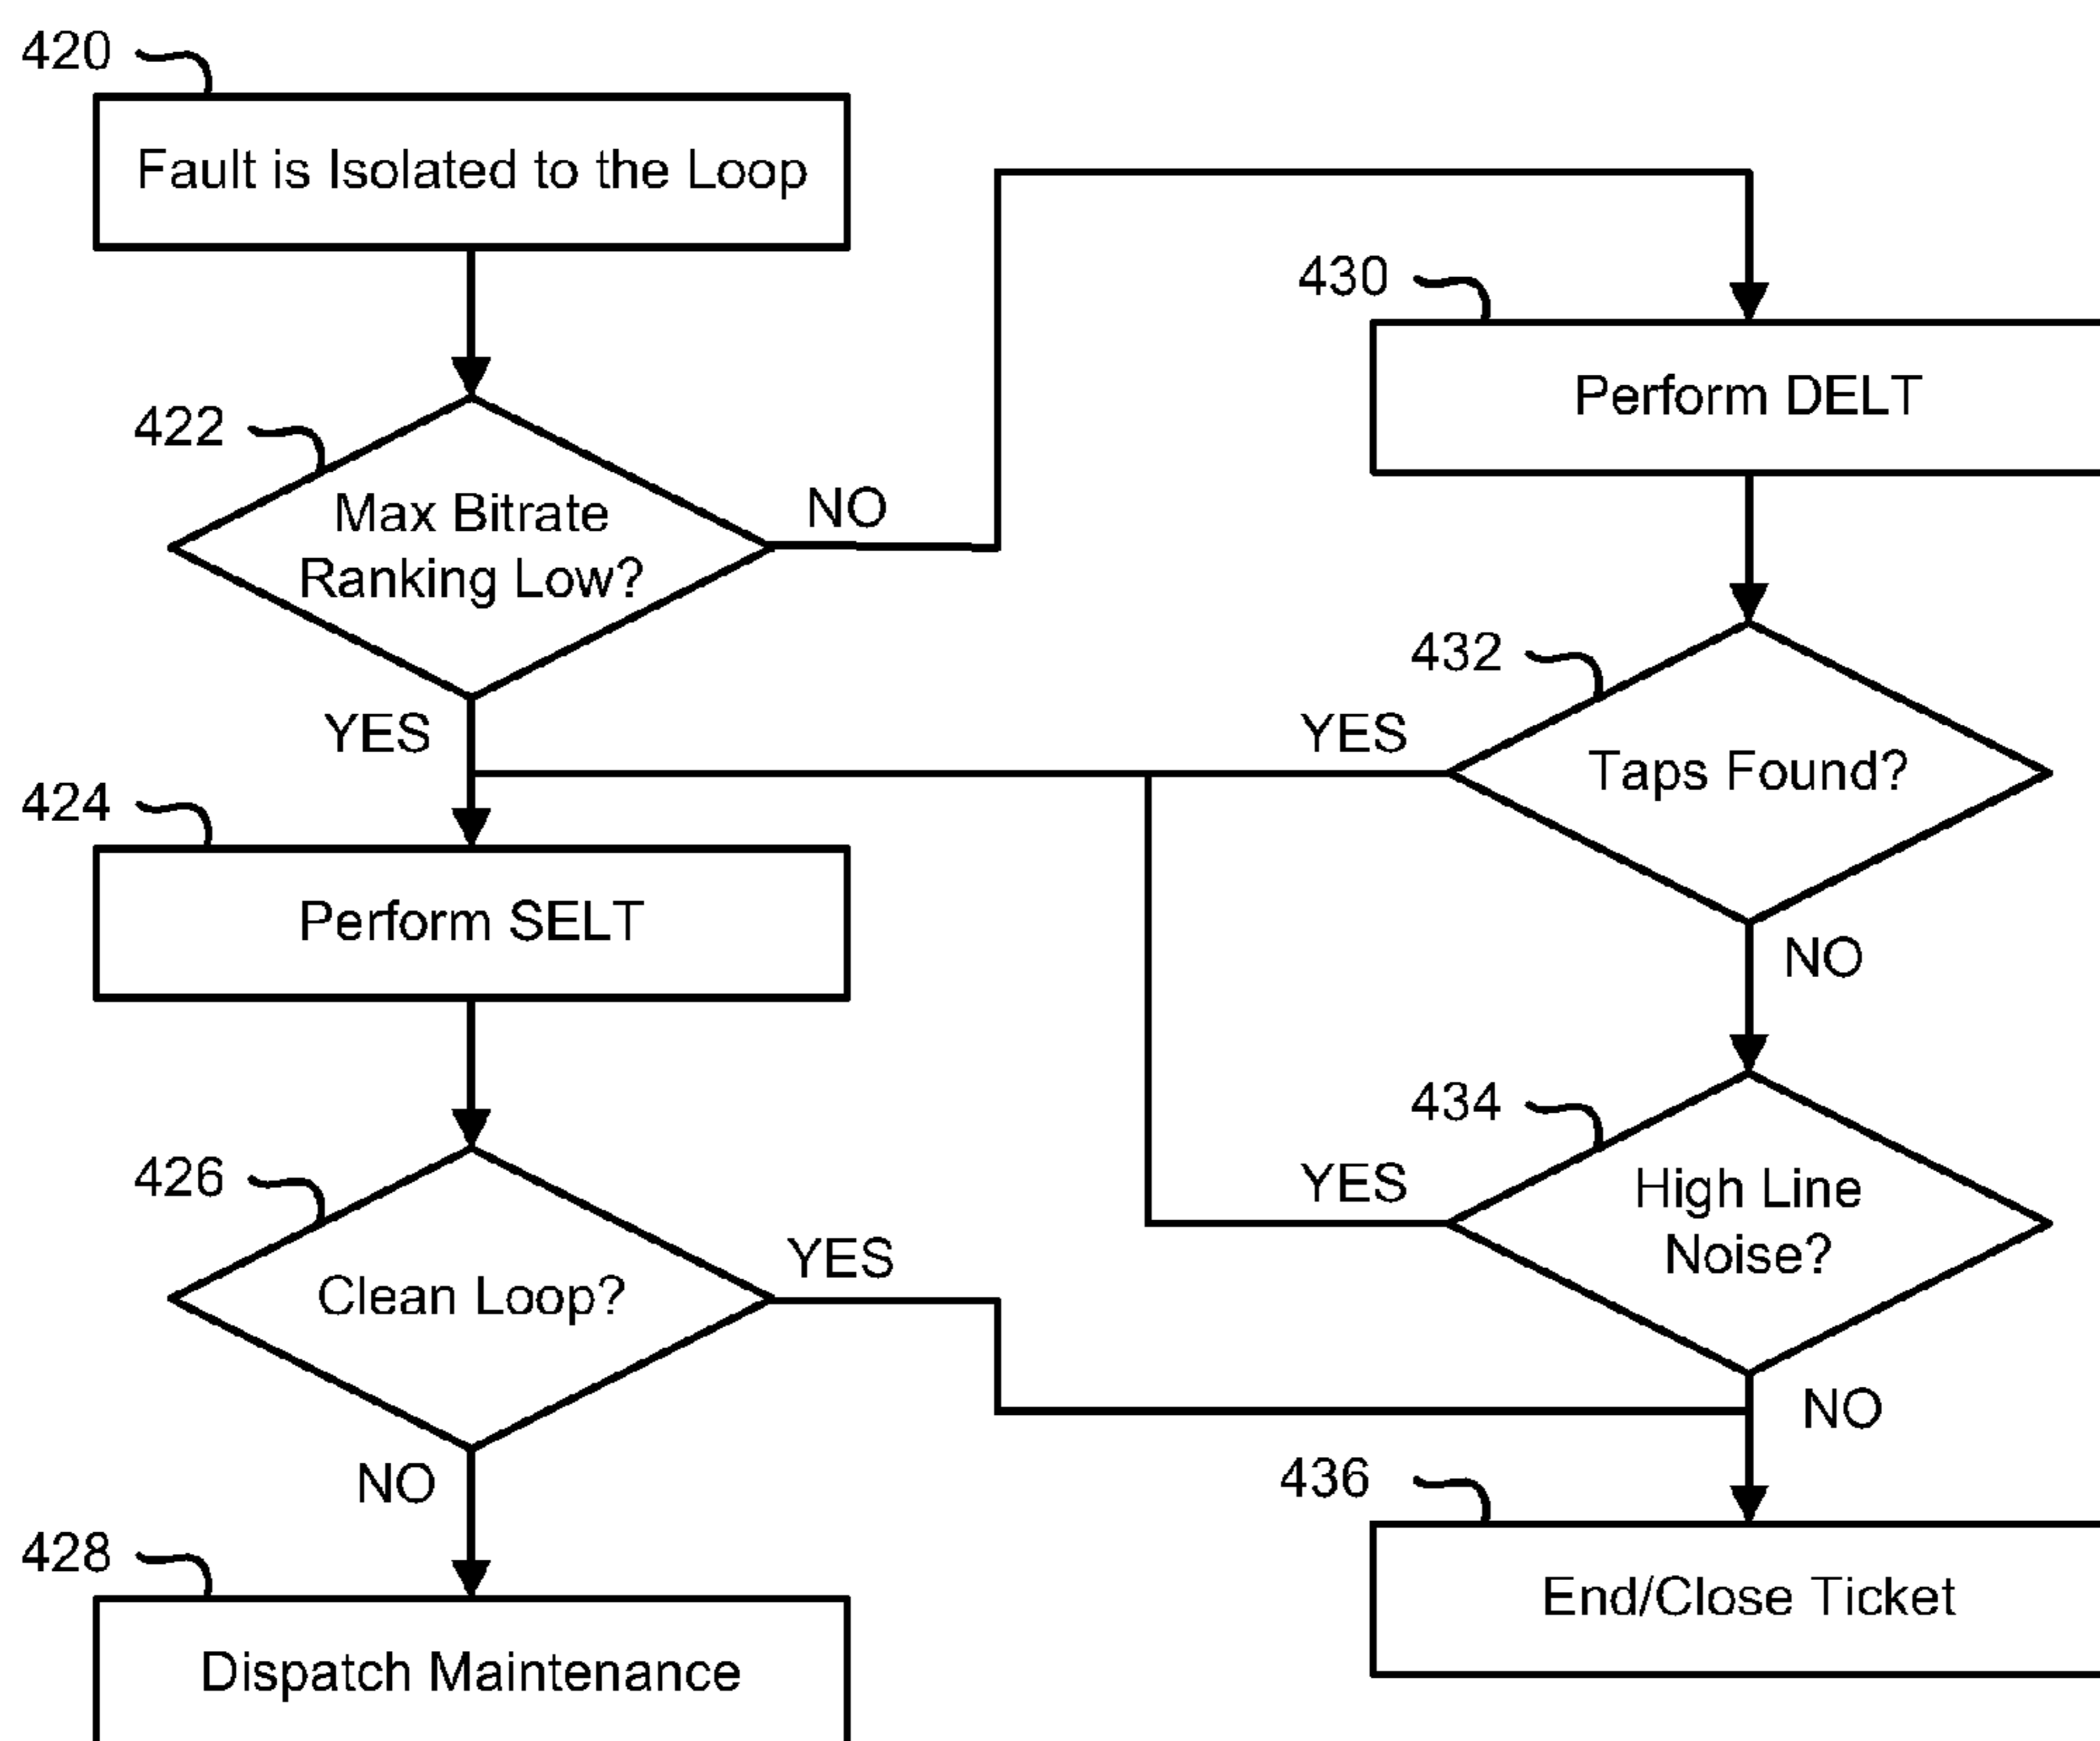 420
Fault is Isolated to the Loop
422
Max Bitrate
Ranking Low?
NO
YES
424
Perform SELT
426
Clean Loop?
YES
NO
428
Dispatch Maintenance
430
Perform DELT
432
Taps Found?
YES
NO
434
High Line
Noise?
YES
NO
436
End/Close Ticket